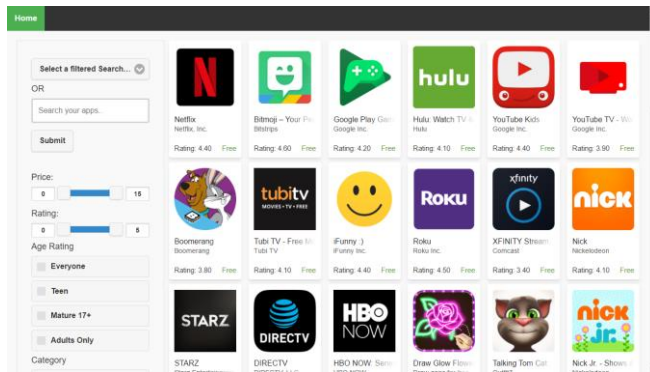 Home
Select a filtered Search...
OR
Search your apps.
Submit
Price:
0 15
Rating:
0 5
Age Rating
Everyone
Teen
Mature 17+
Adults Only
Category
N
Netflix
Netflix, Inc.
Rating: 4.40 Free
Bitmoji – Your Pe
Bitstrips
Rating: 4.60 Free
Google Play Gam
Google Inc.
Rating: 4.20 Free
hulu
Hulu: Watch TV &
Hulu
Rating: 4.10 Free
YouTube Kids
Google Inc.
Rating: 4.40 Free
YouTube TV - Wa
Google Inc.
Rating: 3.90 Free
Boomerang
Boomerang
Rating: 3.80 Free
tubitv
MOVIES • TV • FREE
Tubi TV - Free Mo
Tubi TV
Rating: 4.10 Free
iFunny :)
iFunny Inc.
Rating: 4.40 Free
ROKU
Roku
Roku Inc.
Rating: 4.50 Free
xfinity
XFINITY Stream
Comcast
Rating: 3.40 Free
nick
Nick
Nickelodeon
Rating: 4.10 Free
STARZ
STARZ
DIRECTV
DIRECTV
HBO
NOW
HBO NOW: Seri
Draw Glow Flowe
Talking Tom Cat
nick
jr.
Nick Jr. - Shows